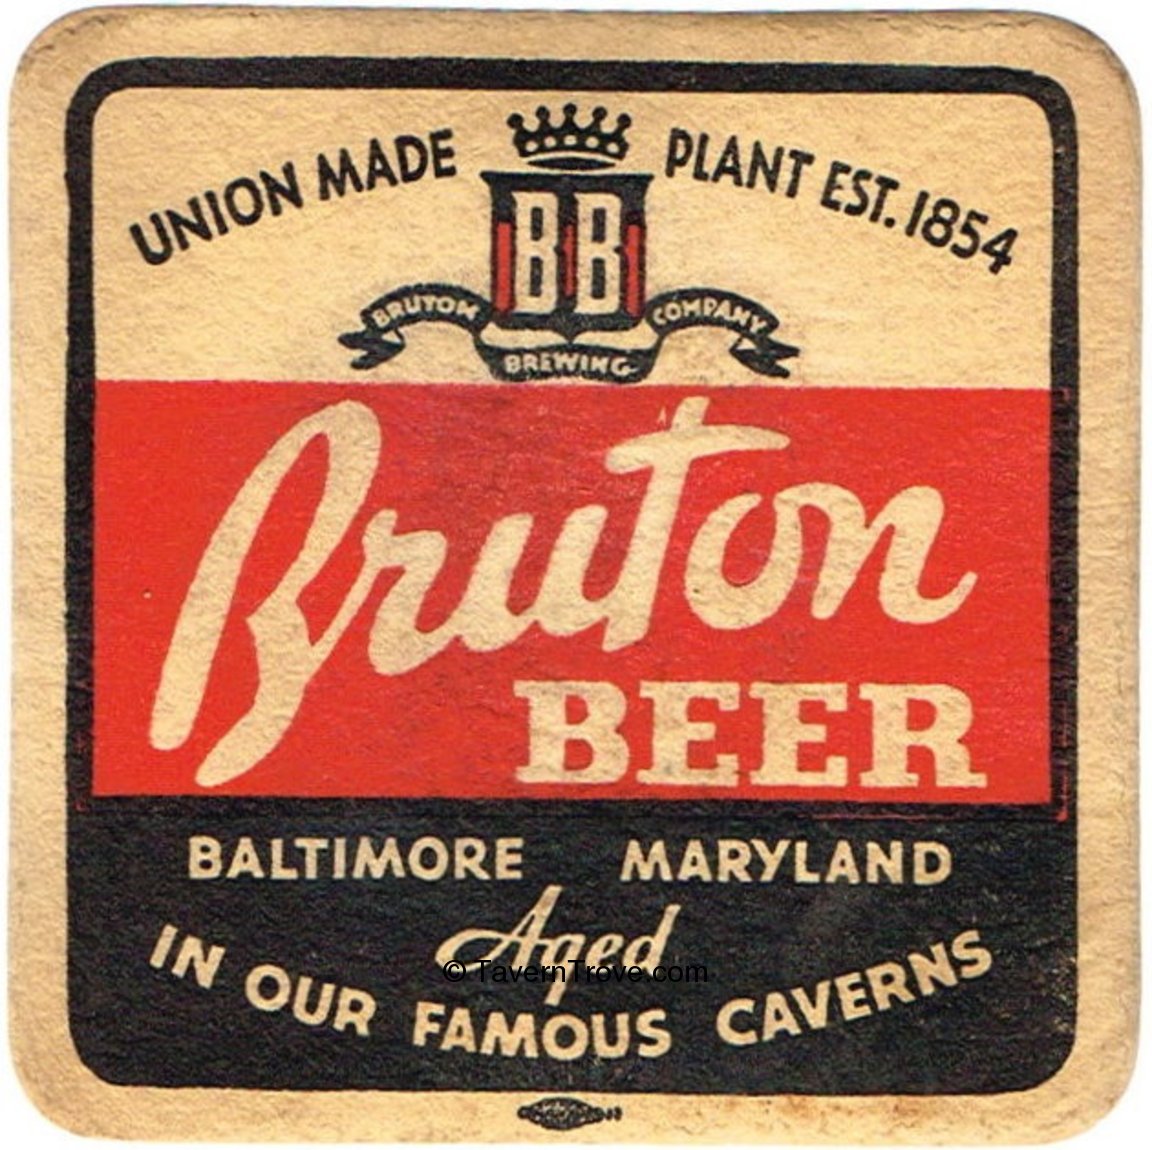 UNION MADE PLANT EST. 1854
BB
BRUTON COMPANY
BREWING
Bruton
BEER
BALTIMORE MARYLAND
Aged
© TavernTrove.com
IN OUR FAMOUS CAVERNS